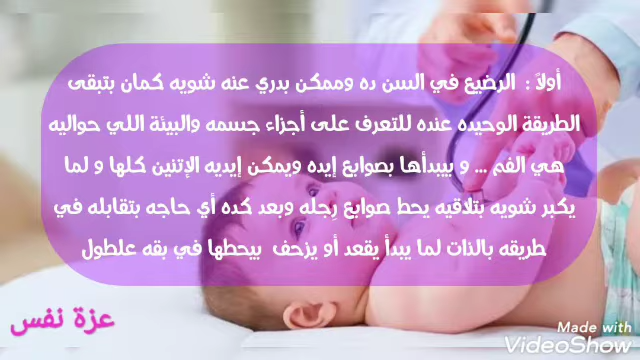 أولاً : الرضيع في السن ده وممكن بدري عنه شويه كمان بتبقى
الطريقة الوحيده عنده للتعرف على أجزاء جسمه والبيئة اللي حواليه
هي الفم ... و بيبدأها بصوابع إيده ويمكن إيديه الإتنين كلها و لما
يكبر شويه بتلاقيه يحط صوابع رجله وبعد كده أي حاجه بتقابله في
طريقه بالذات لما يبدأ يقعد أو يزحف بيحطها في بقه علطول
عزة نفس
Made with
VideoShow